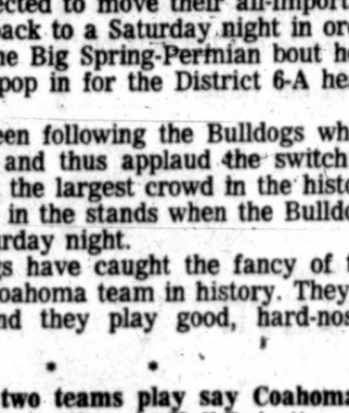 ected to move their all-import
back to a Saturday night in or
he Big Spring-Permian bout h
pop in for the District 6-A he
een following the Bulldogs wh
and thus applaud the switch
the largest crowd in the histo
in the stands when the Bulld
urday night.
gs have caught the fancy of t
oahoma team in history. They
nd they play good, hard-nos
* *
two teams play say Coahoma